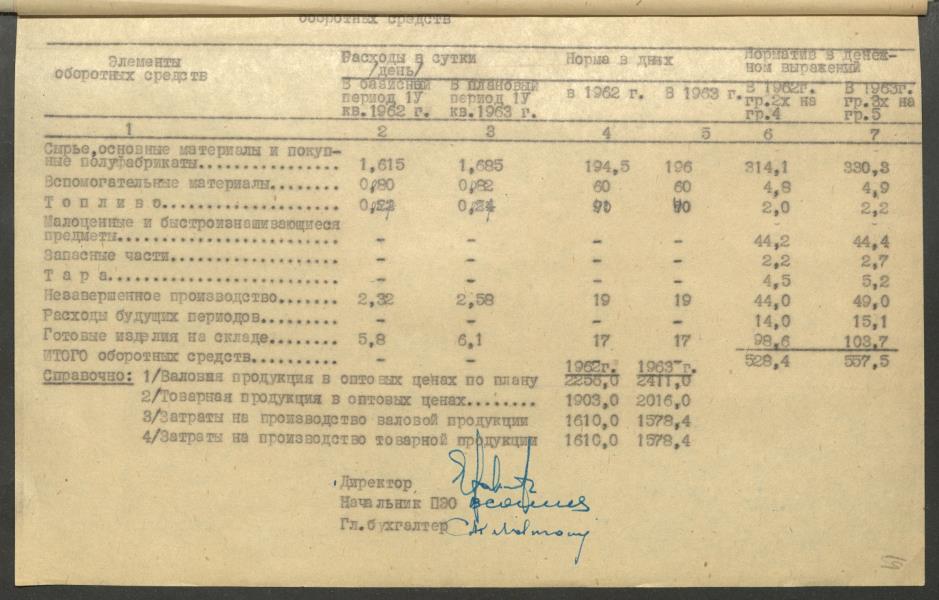 оборотных средств
Элементы оборотных средств Расходы в сутки /день/ Норма в днях Норматив в денежном выражений
В базисный период 1У кв.1962 г. В плановый период 1У кв.1963 г. в 1962 г. В 1963 г. В 1962г. гр.2х на гр.4 В 1963г. гр.3х на гр.5
1 2 3 4 5 6 7
Сырье,основные материалы и покуп-
ные полуфабрикаты 1,615 1,685 194,5 196 314,1 330,3
Вспомогательные материалы 0,80 0,82 60 60 4,8 4,9
Т о п л и в о 2,0 2,2
Малоценные и быстроизнашивающиеся
предметы – – – – 44,2 44,4
Запасные части – – – – 2,2 2,7
Т а р а – – – – 4,5 5,2
Незавершенное производство 2,32 2,58 19 19 44,0 49,0
Расходы будущих периодов – – – – 14,0 15,1
Готовые изделия на складе 5,8 6,1 17 17 98,6 103,7
ИТОГО оборотных средств – – 528,4 557,5
1962г. 1963 г.
Справочно: 1/Валовая продукция в оптовых ценах по плану 2256,0 2411,0
2/Товарная продукция в оптовых ценах 1903,0 2016,0
3/Затраты на производство валовой продукции 1610,0 1578,4
4/Затраты на производство товарной продукции 1610,0 1578,4
Директор
Начальник ПЭО
Гл.бухгалтер